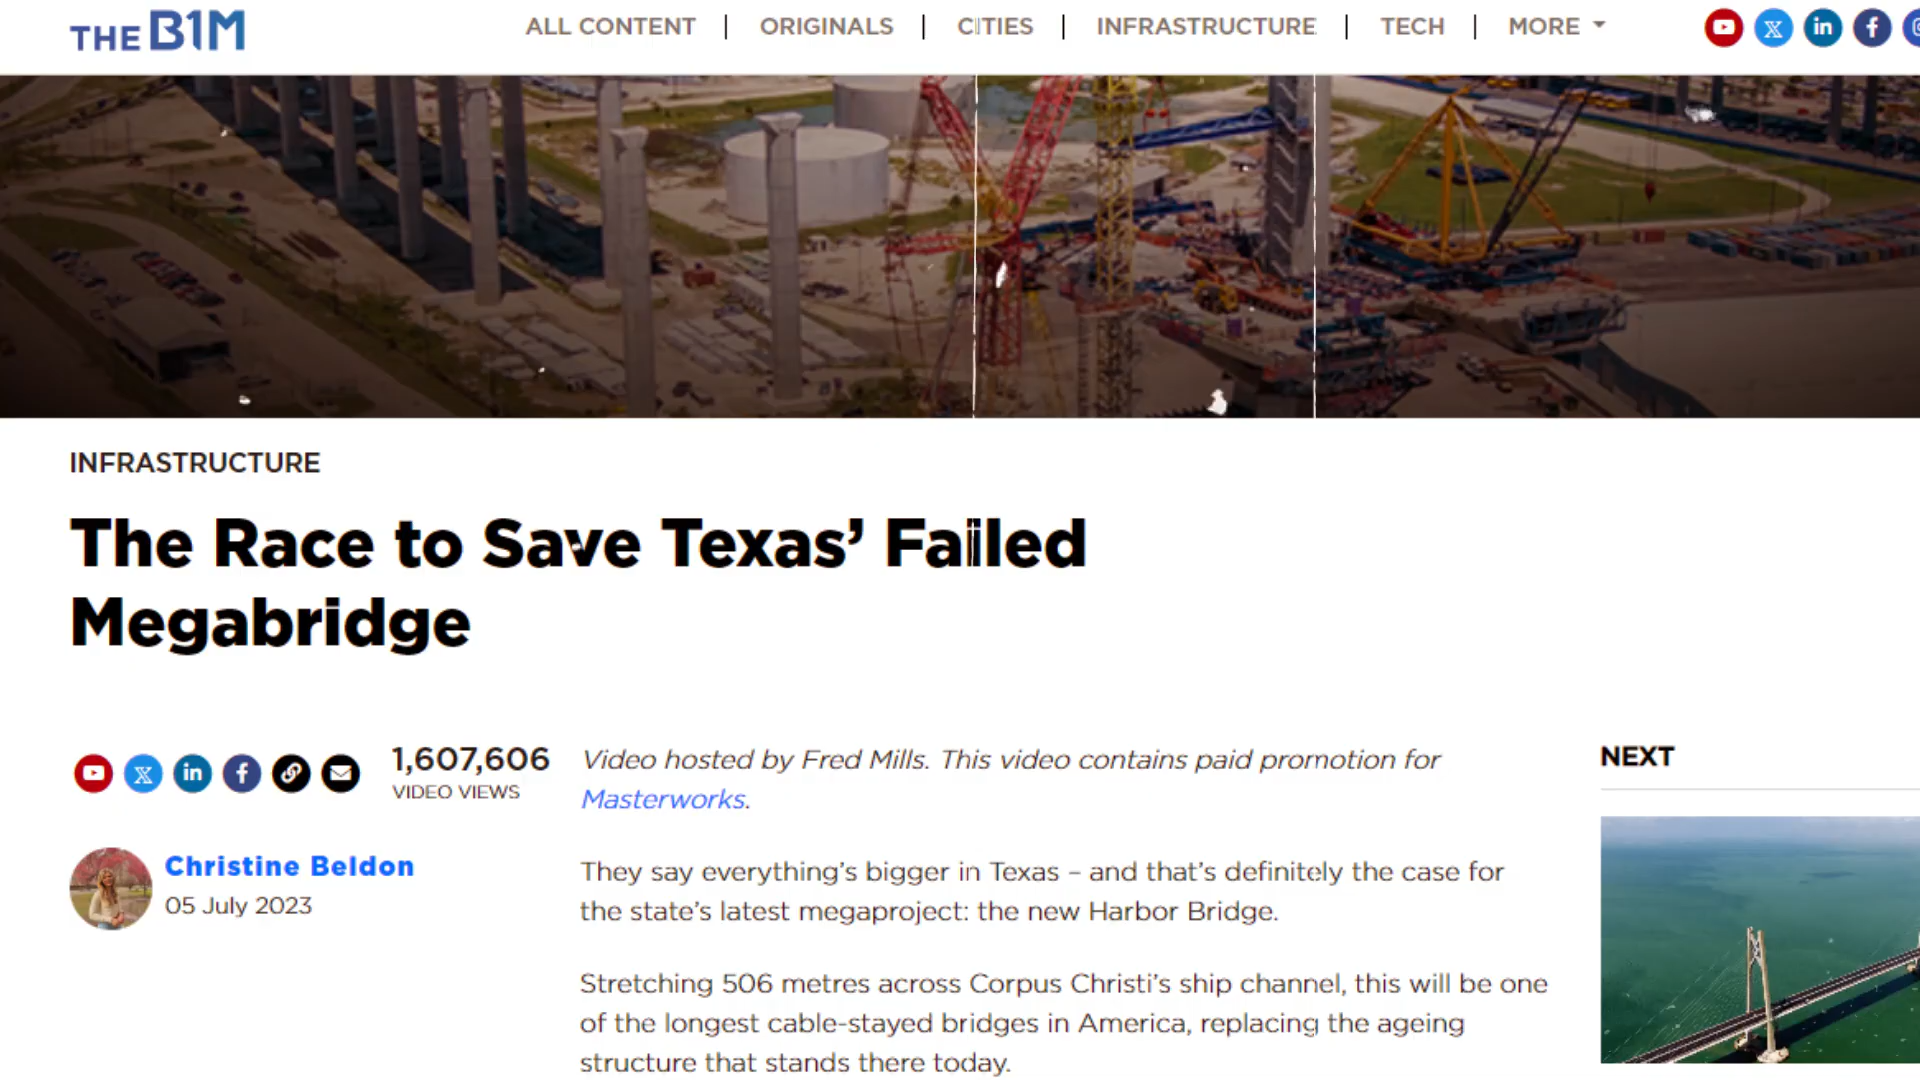 THE B1M
ALL CONTENT | ORIGINALS | CITIES | INFRASTRUCTURE | TECH | MORE
INFRASTRUCTURE
The Race to Save Texas’ Failed
Megabridge
1,607,606
VIDEO VIEWS
Christine Beldon
05 July 2023
Video hosted by Fred Mills. This video contains paid promotion for
Masterworks.
They say everything’s bigger in Texas – and that’s definitely the case for
the state’s latest megaproject: the new Harbor Bridge.
Stretching 506 metres across Corpus Christi’s ship channel, this will be one
of the longest cable-stayed bridges in America, replacing the ageing
structure that stands there today.
NEXT